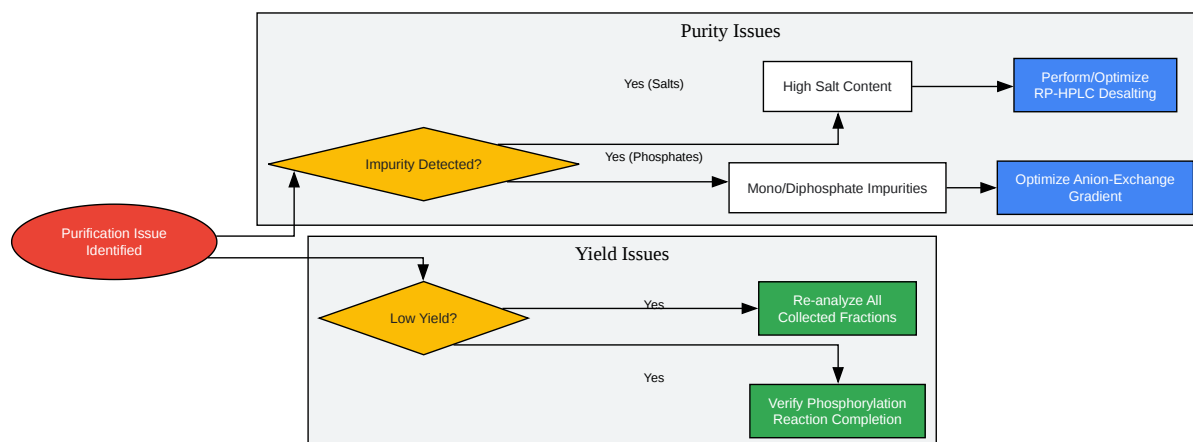 Purity Issues
Yes (Salts)
High Salt Content
Perform/Optimize
RP-HPLC Desalting
Impurity Detected?
Yes (Phosphates)
Mono/Diphosphate Impurities
Optimize Anion-Exchange
Gradient
Purification Issue
Identified
Yield Issues
Low Yield?
Yes
Re-analyze All
Collected Fractions
Yes
Verify Phosphorylation
Reaction Completion